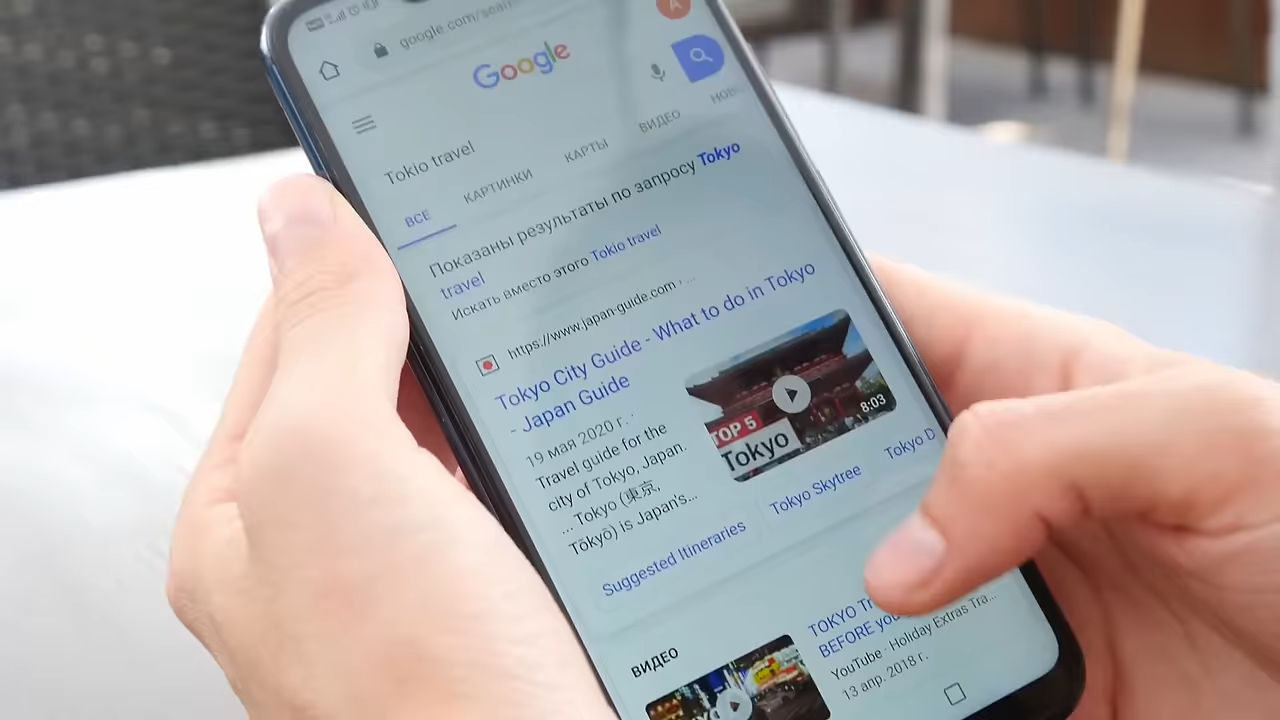 google.com/sear
A
Google
Tokio travel
ВСЕ
КАРТИНКИ
КАРТЫ
ВИДЕО
НОВ
Показаны результаты по запросу Tokyo
travel
Искать вместо этого Tokio travel
https://www.japan-guide.com › ...
Tokyo City Guide - What to do in Tokyo
- Japan Guide
19 мая 2020 г. ·
Travel guide for the
city of Tokyo, Japan.
... Tokyo (東京,
Tōkyō) is Japan's...
TOP 5
Tokyo
8:03
Suggested Itineraries
Tokyo Skytree
Tokyo D
ВИДЕО
TOKYO Tr
BEFORE you
YouTube · Holiday Extras Tra...
13 апр. 2018 г.